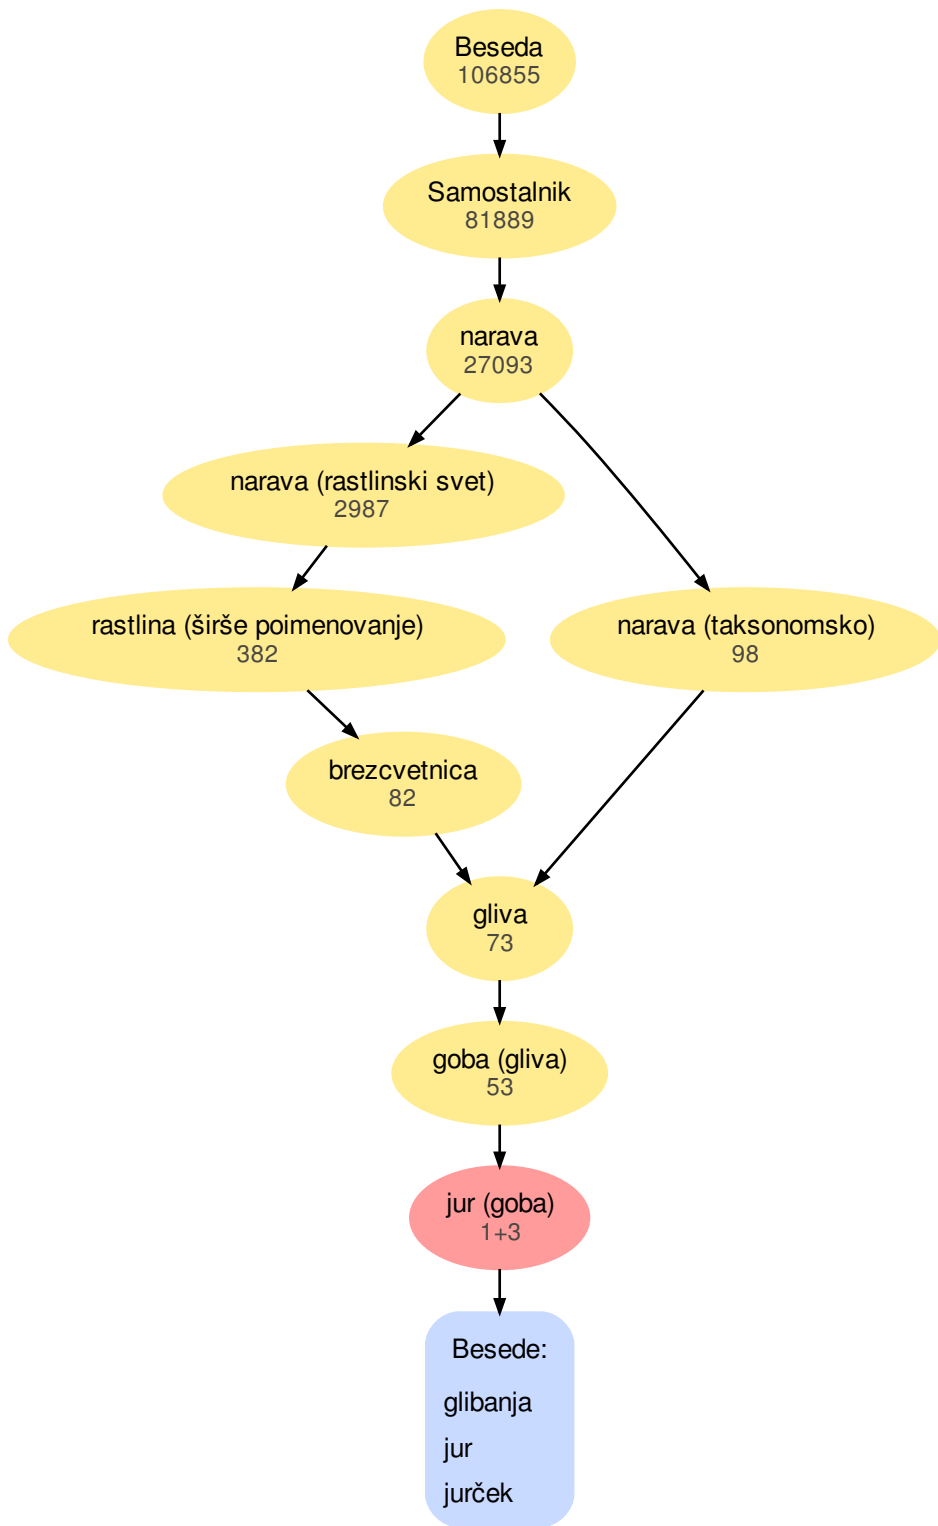 Beseda
106855
Samostalnik
81889
narava
27093
narava (rastlinski svet)
2987
rastlina (širše poimenovanje)
382
narava (taksonomsko)
98
brezcvetnica
82
gliva
73
goba (gliva)
53
jur (goba)
1+3
Besede:
glibanja
jur
jurček